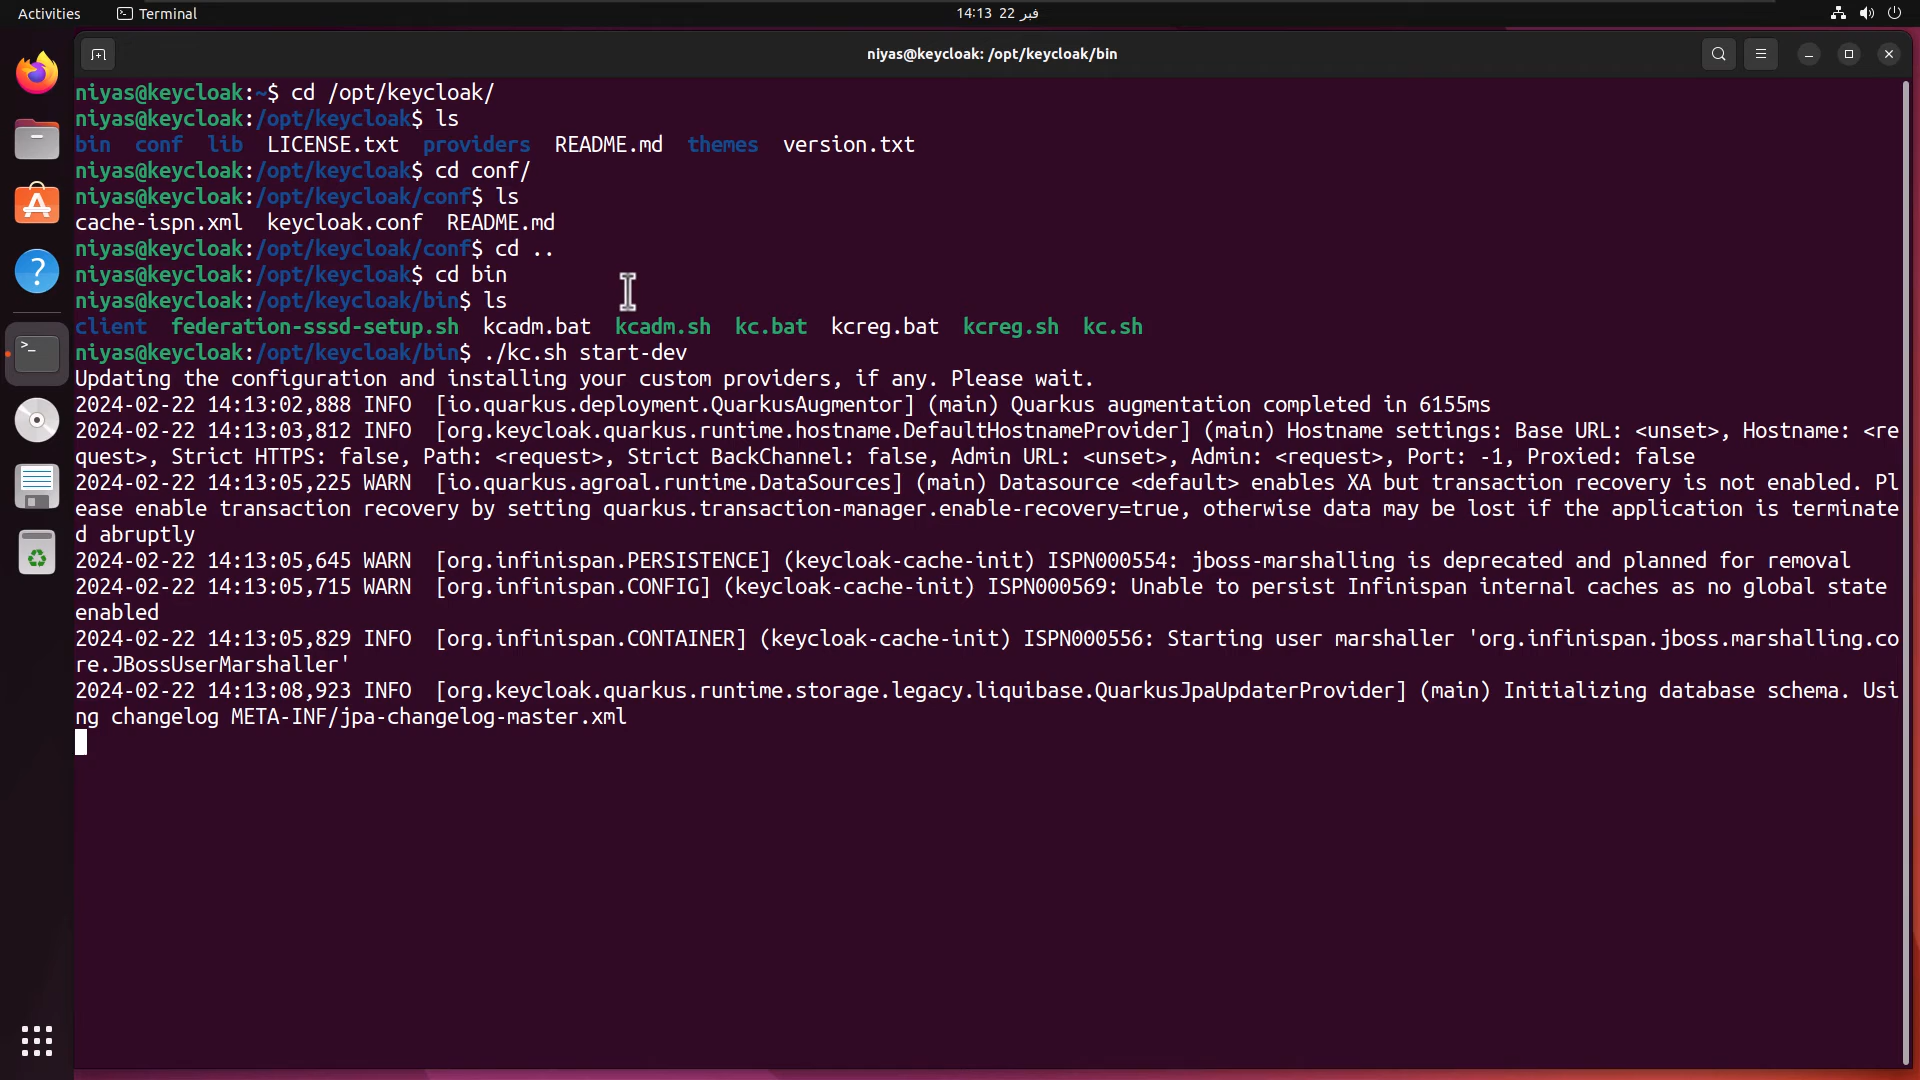 Activities Terminal 14:13 22 فبر
niyas@keycloak: /opt/keycloak/bin
niyas@keycloak:~$ cd /opt/keycloak/
niyas@keycloak:/opt/keycloak$ ls
bin conf lib LICENSE.txt providers README.md themes version.txt
niyas@keycloak:/opt/keycloak$ cd conf/
niyas@keycloak:/opt/keycloak/conf$ ls
cache-ispn.xml keycloak.conf README.md
niyas@keycloak:/opt/keycloak/conf$ cd ..
niyas@keycloak:/opt/keycloak$ cd bin
niyas@keycloak:/opt/keycloak/bin$ ls
client federation-sssd-setup.sh kcadm.bat kcadm.sh kc.bat kcreg.bat kcreg.sh kc.sh
niyas@keycloak:/opt/keycloak/bin$ ./kc.sh start-dev
Updating the configuration and installing your custom providers, if any. Please wait.
2024-02-22 14:13:02,888 INFO [io.quarkus.deployment.QuarkusAugmentor] (main) Quarkus augmentation completed in 6155ms
2024-02-22 14:13:03,812 INFO [org.keycloak.quarkus.runtime.hostname.DefaultHostnameProvider] (main) Hostname settings: Base URL: <unset>, Hostname: <re
quest>, Strict HTTPS: false, Path: <request>, Strict BackChannel: false, Admin URL: <unset>, Admin: <request>, Port: -1, Proxied: false
2024-02-22 14:13:05,225 WARN [io.quarkus.agroal.runtime.DataSources] (main) Datasource <default> enables XA but transaction recovery is not enabled. Pl
ease enable transaction recovery by setting quarkus.transaction-manager.enable-recovery=true, otherwise data may be lost if the application is terminate
d abruptly
2024-02-22 14:13:05,645 WARN [org.infinispan.PERSISTENCE] (keycloak-cache-init) ISPN000554: jboss-marshalling is deprecated and planned for removal
2024-02-22 14:13:05,715 WARN [org.infinispan.CONFIG] (keycloak-cache-init) ISPN000569: Unable to persist Infinispan internal caches as no global state
enabled
2024-02-22 14:13:05,829 INFO [org.infinispan.CONTAINER] (keycloak-cache-init) ISPN000556: Starting user marshaller 'org.infinispan.jboss.marshalling.co
re.JBossUserMarshaller'
2024-02-22 14:13:08,923 INFO [org.keycloak.quarkus.runtime.storage.legacy.liquibase.QuarkusJpaUpdaterProvider] (main) Initializing database schema. Usi
ng changelog META-INF/jpa-changelog-master.xml